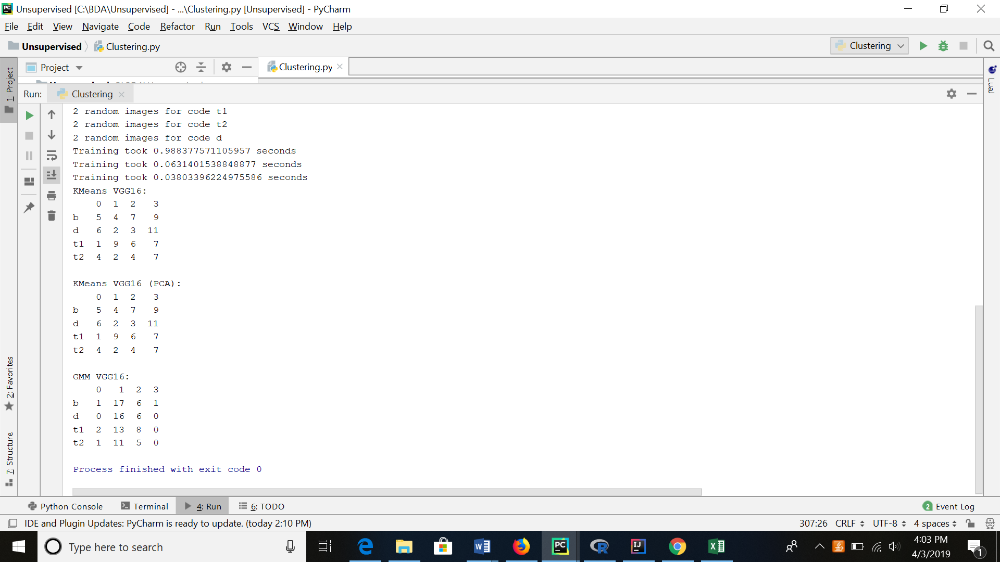 Unsupervised [C:\BDA\Unsupervised] - ...\Clustering.py [Unsupervised] - PyCharm
File Edit View Navigate Code Refactor Run Tools VCS Window Help
Unsupervised Clustering.py
Clustering
Project
Clustering.py
1: Project
LuaJ
Run: Clustering
2 random images for code t1
2 random images for code t2
2 random images for code d
Training took 0.988377571105957 seconds
Training took 0.0631401538848877 seconds
Training took 0.03803396224975586 seconds
KMeans VGG16:
0 1 2 3
b 5 4 7 9
d 6 2 3 11
t1 1 9 6 7
t2 4 2 4 7
KMeans VGG16 (PCA):
0 1 2 3
b 5 4 7 9
d 6 2 3 11
t1 1 9 6 7
t2 4 2 4 7
GMM VGG16:
0 1 2 3
b 1 17 6 1
d 0 16 6 0
t1 2 13 8 0
t2 1 11 5 0
Process finished with exit code 0
2: Favorites
7: Structure
Python Console Terminal 4: Run 6: TODO
2 Event Log
IDE and Plugin Updates: PyCharm is ready to update. (today 2:10 PM)
307:26 CRLF UTF-8 4 spaces
Type here to search
4:03 PM
4/3/2019
1